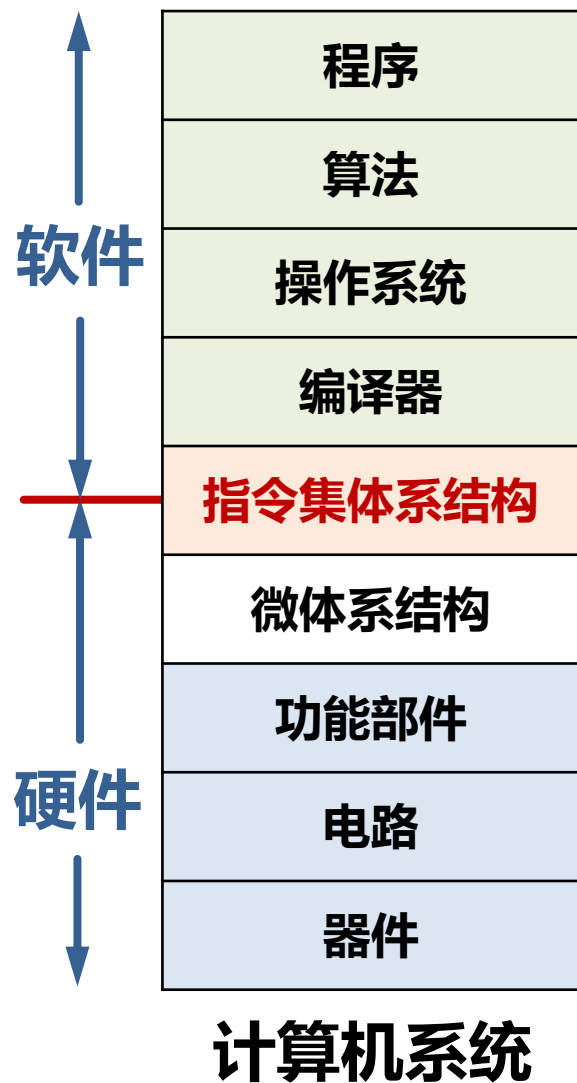 程序
算法
软件
操作系统
编译器
指令集体系结构
微体系结构
功能部件
硬件
电路
器件
计算机系统